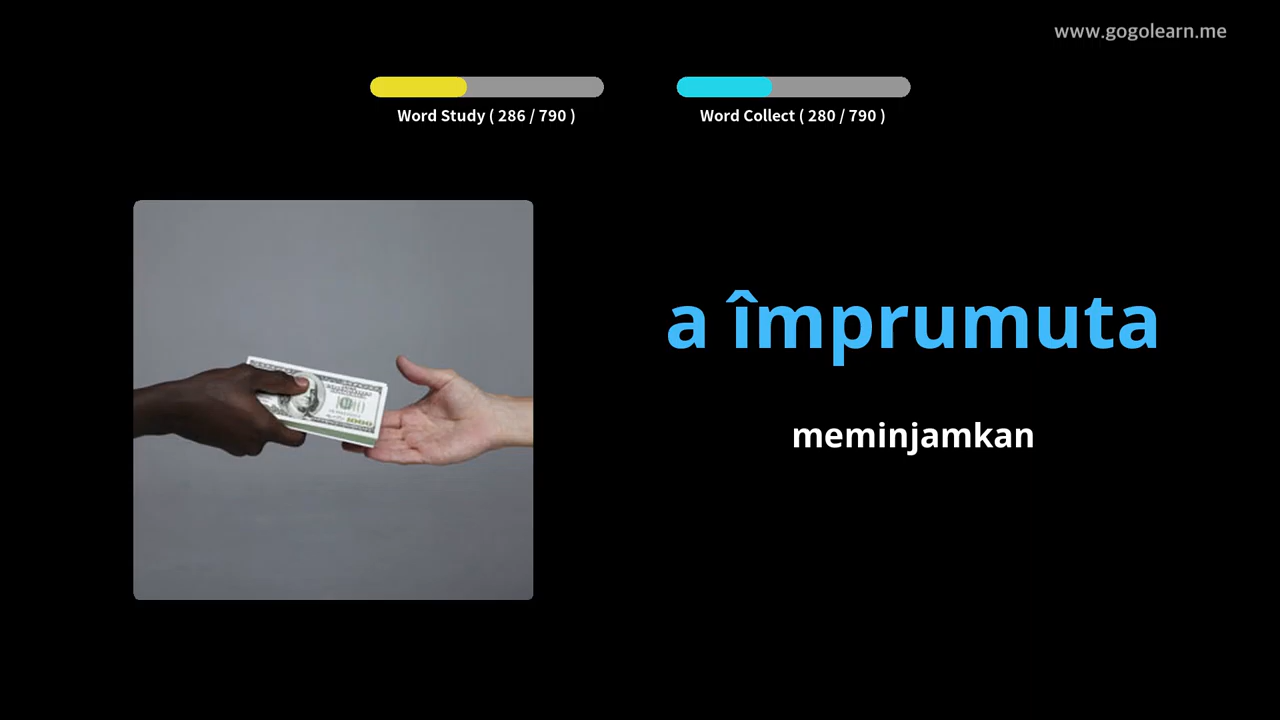 www.gogolearn.me
Word Study ( 286 / 790 )
Word Collect ( 280 / 790 )
a împrumuta
meminjamkan